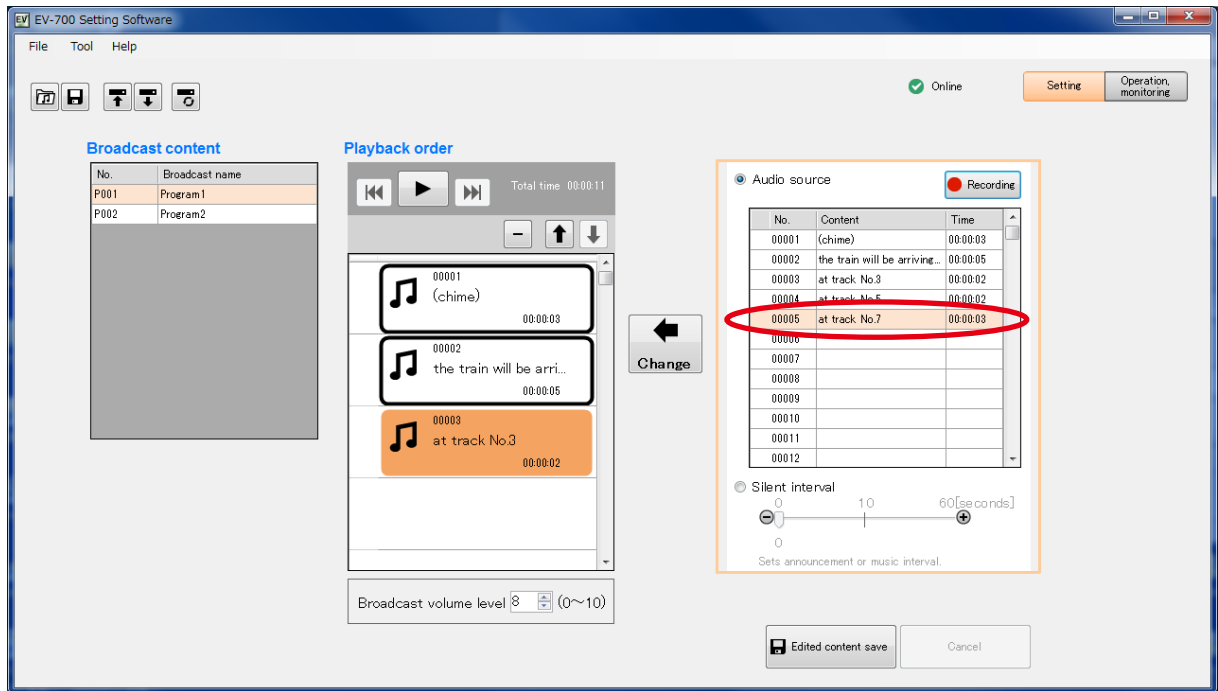 EV EV-700 Setting Software
File Tool Help
Online
Setting
Operation,
monitoring
Broadcast content
No. Broadcast name
P001 Program1
P002 Program2
Playback order
Total time 00:00:11
00001
(chime)
00:00:03
00002
the train will be arri...
00:00:05
00003
at track No.3
00:00:02
Broadcast volume level 8 (0～10)
Change
Audio source
Recording
No. Content Time
00001 (chime) 00:00:03
00002 the train will be arriving... 00:00:05
00003 at track No.3 00:00:02
00004 at track No.5 00:00:02
00005 at track No.7 00:00:03
00006
00007
00008
00009
00010
00011
00012
Silent interval
0 10 60[seconds]
0
Sets announcement or music interval.
Edited content save
Cancel